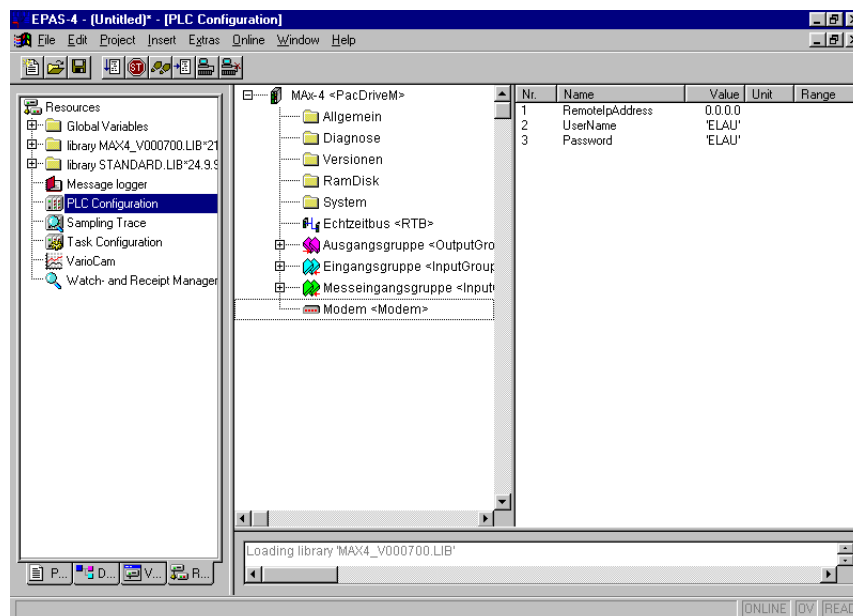 EPAS-4 - (Untitled)* - [PLC Configuration]
File Edit Project Insert Extras Online Window Help
Resources
Global Variables
library MAX4_V000700.LIB*21
library STANDARD.LIB*24.9.9
Message logger
PLC Configuration
Sampling Trace
Task Configuration
VarioCam
Watch- and Receipt Manager
P... D... V... R...
MAx-4 <PacDriveM>
Allgemein
Diagnose
Versionen
RamDisk
System
Echtzeitbus <RTB>
Ausgangsgruppe <OutputGro
Eingangsgruppe <InputGroup
Messeingangsgruppe <Input
Modem <Modem>
Nr. Name Value Unit Range
1 RemoteIpAddress 0.0.0.0
2 UserName 'ELAU'
3 Password 'ELAU'
Loading library 'MAX4_V000700.LIB'
ONLINE OV READ